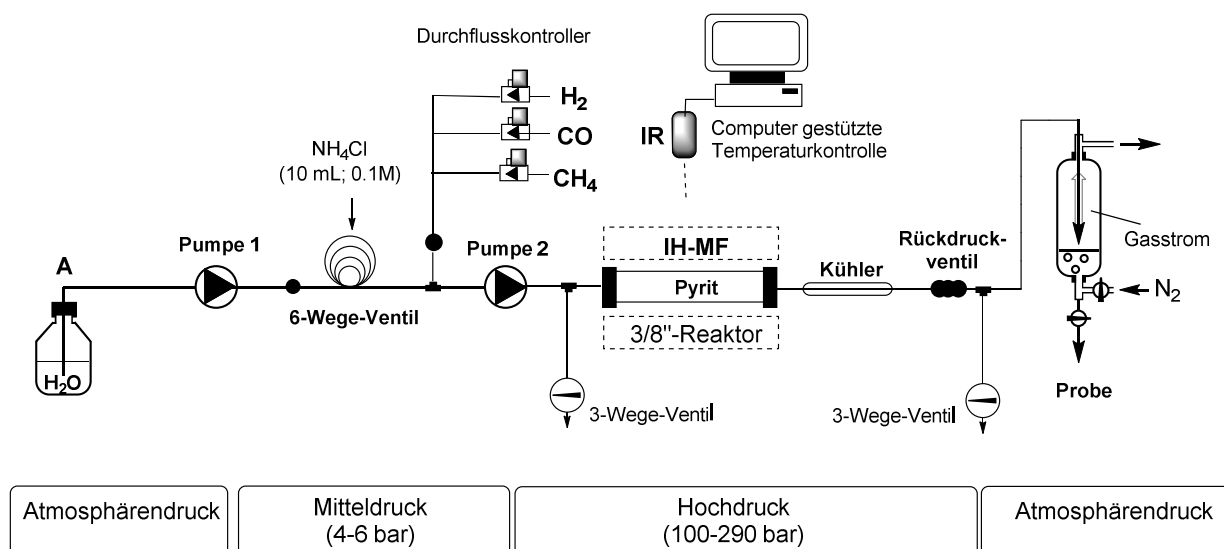 Durchflusskontroller
H₂
CO
CH₄
IR
Computer gestützte
Temperaturkontrolle
NH₄Cl
(10 mL; 0.1M)
A
Pumpe 1
6-Wege-Ventil
Pumpe 2
IH-MF
Pyrit
3/8"-Reaktor
Kühler
Rückdruck-
ventil
Gasstrom
N₂
H₂O
3-Wege-Ventil
3-Wege-Ventil
Probe
Atmosphärendruck
Mitteldruck
(4-6 bar)
Hochdruck
(100-290 bar)
Atmosphärendruck